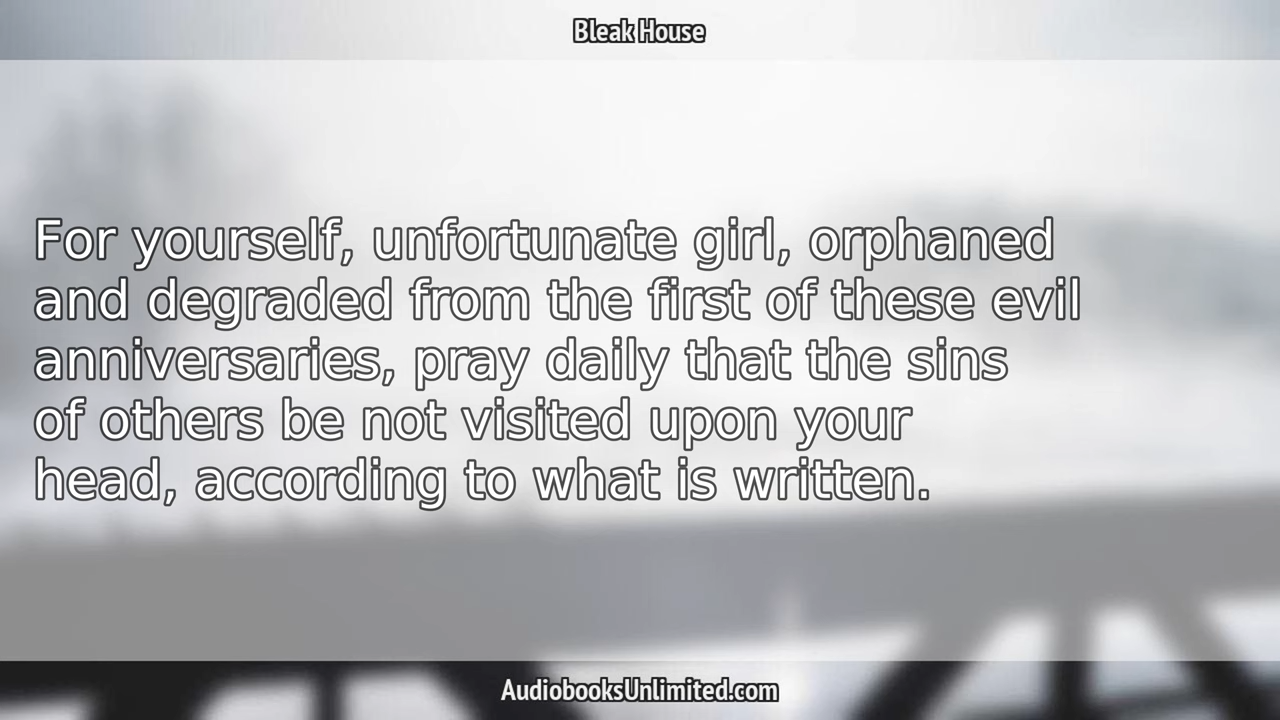 Bleak House
For yourself, unfortunate girl, orphaned
and degraded from the first of these evil
anniversaries, pray daily that the sins
of others be not visited upon your
head, according to what is written.
AudiobooksUnlimited.com